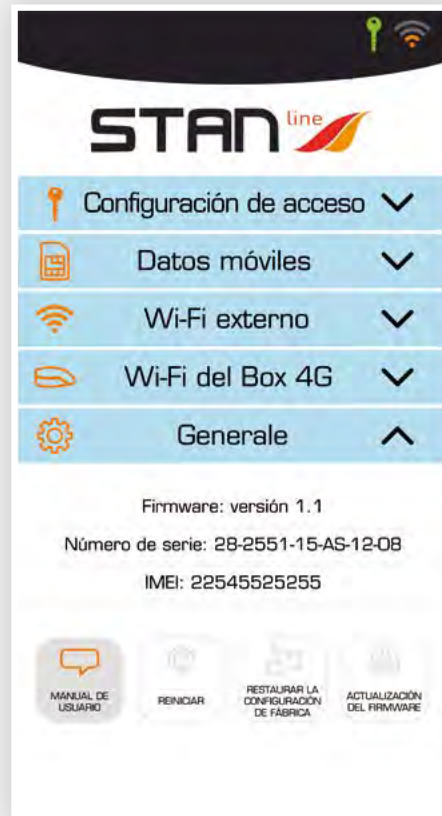 STAN line
Configuración de acceso
Datos móviles
Wi-Fi externo
Wi-Fi del Box 4G
Generale
Firmware: versión 1.1
Número de serie: 28-2551-15-AS-12-08
IMEI: 22545525255
MANUAL DE
USUARIO
REINICIAR
RESTAURAR LA
CONFIGURACIÓN
DE FÁBRICA
ACTUALIZACIÓN
DEL FIRMWARE